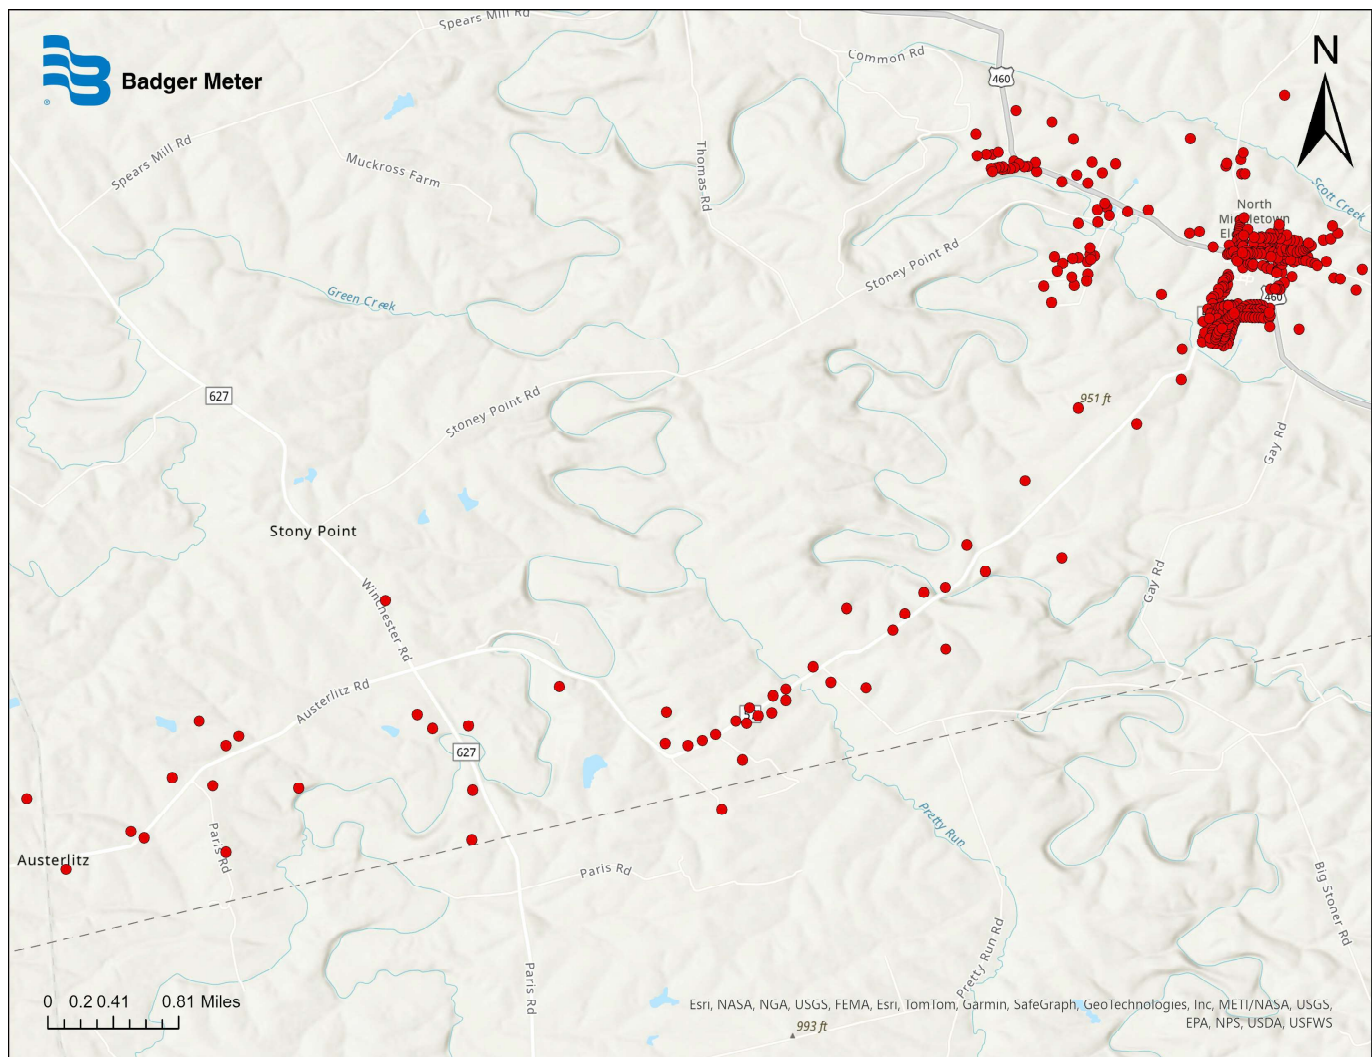 Spears Mill Rd
Common Rd
N
460
Badger Meter
®
Spears Mill Rd
Muckross Farm
Thomas Rd
Scott Creek
North
Middletown
Stoney Point Rd
Green Creek
460
627
Stoney Point Rd
951 ft
Gay Rd
Stony Point
Winchester Rd
Gay Rd
Austerlitz Rd
627
Pretty Run
Paris Rd
Austerlitz
Paris Rd
Big Stoner Rd
Pretty Run Rd
Paris Rd
0 0.2 0.41 0.81 Miles
Esri, NASA, NGA, USGS, FEMA, Esri, TomTom, Garmin, SafeGraph, GeoTechnologies, Inc, METI/NASA, USGS,
EPA, NPS, USDA, USFWS
993 ft